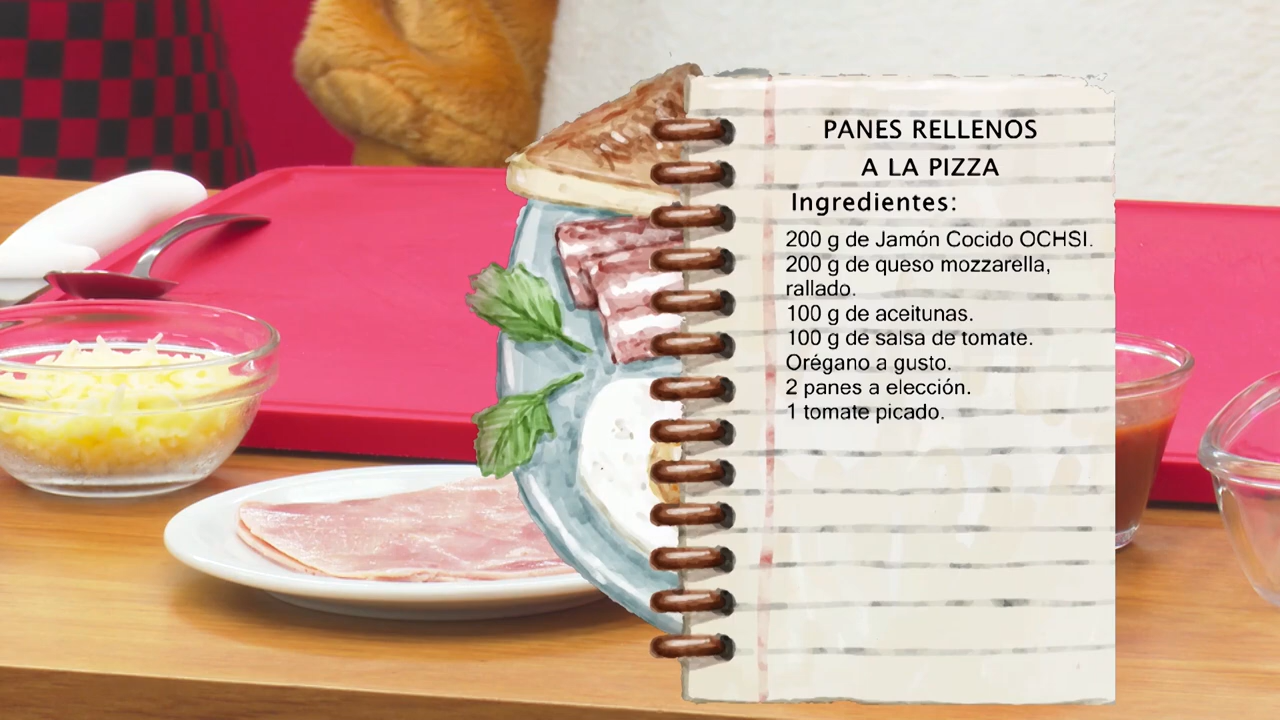 PANES RELLENOS
A LA PIZZA
Ingredientes:
200 g de Jamón Cocido OCHSI.
200 g de queso mozzarella,
rallado.
100 g de aceitunas.
100 g de salsa de tomate.
Orégano a gusto.
2 panes a elección.
1 tomate picado.